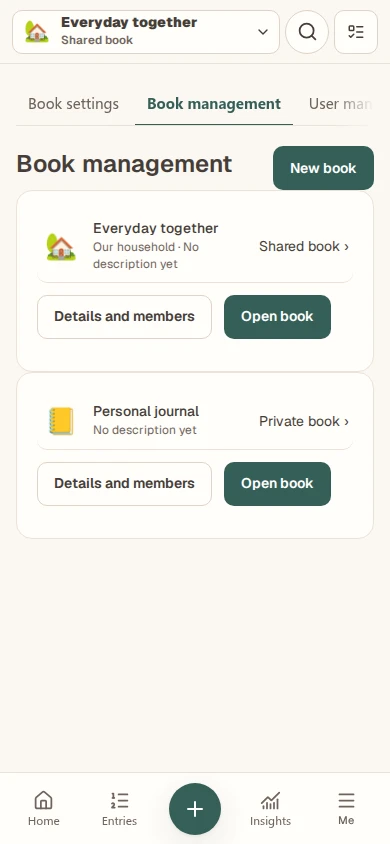 Everyday together
Shared book
Book settings
Book management
User man
Book management
New book
Everyday together
Our household · No
description yet
Shared book ›
Details and members
Open book
Personal journal
No description yet
Private book ›
Details and members
Open book
Home
Entries
Insights
Me